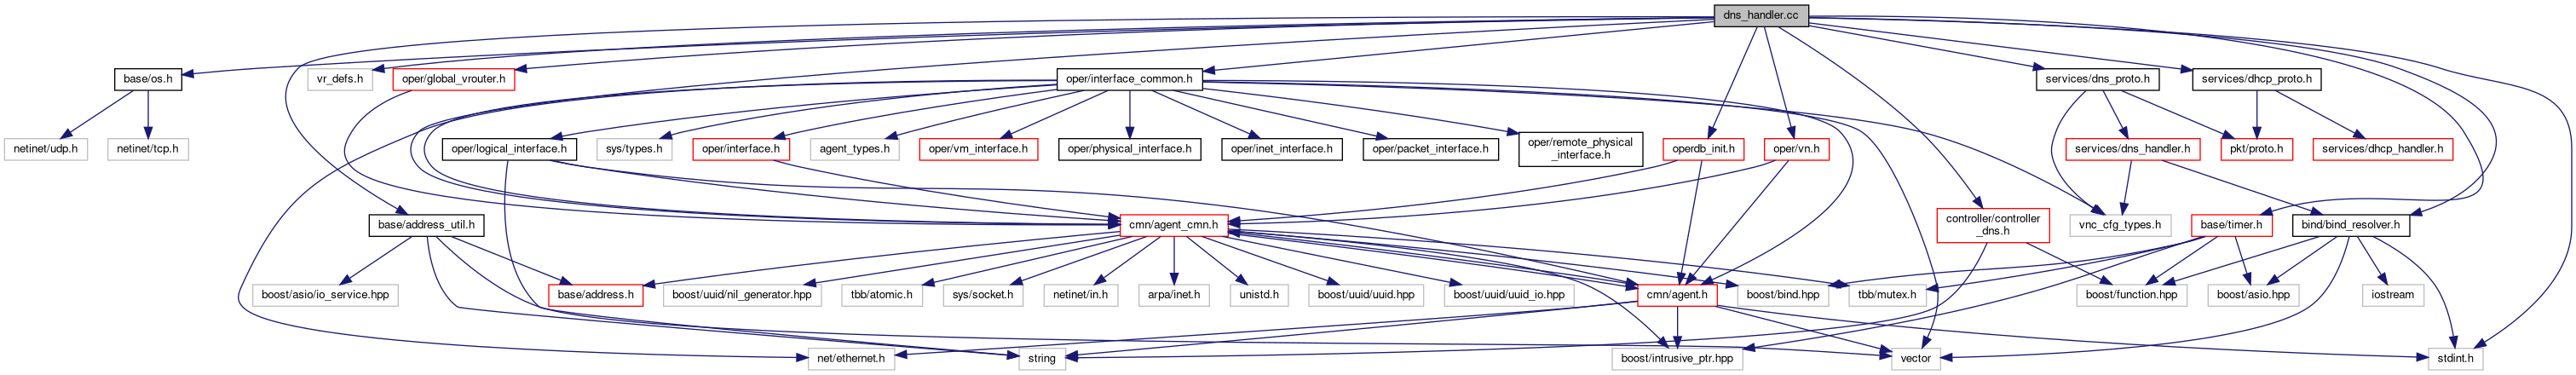 dns_handler.cc
base/os.h
vr_defs.h
oper/global_vrouter.h
oper/interface_common.h
services/dns_proto.h
services/dhcp_proto.h
netinet/udp.h
netinet/tcp.h
oper/logical_interface.h
sys/types.h
oper/interface.h
agent_types.h
oper/vm_interface.h
oper/physical_interface.h
oper/inet_interface.h
oper/packet_interface.h
oper/remote_physical
_interface.h
operdb_init.h
oper/vn.h
services/dns_handler.h
pkt/proto.h
services/dhcp_handler.h
base/address_util.h
cmn/agent_cmn.h
controller/controller
_dns.h
vnc_cfg_types.h
base/timer.h
bind/bind_resolver.h
boost/asio/io_service.hpp
base/address.h
boost/uuid/nil_generator.hpp
tbb/atomic.h
sys/socket.h
netinet/in.h
arpa/inet.h
unistd.h
boost/uuid/uuid.hpp
boost/uuid/uuid_io.hpp
cmn/agent.h
boost/bind.hpp
tbb/mutex.h
boost/function.hpp
boost/asio.hpp
iostream
net/ethernet.h
string
boost/intrusive_ptr.hpp
vector
stdint.h